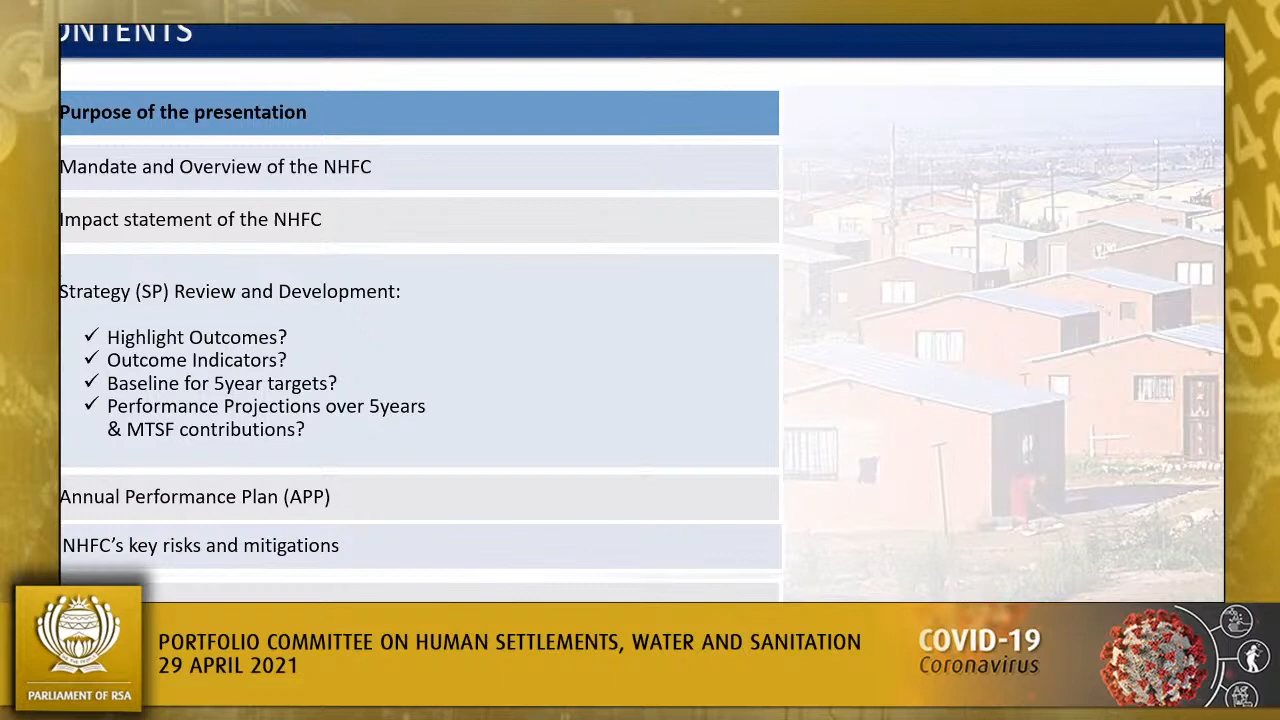 ONTENTS
Purpose of the presentation
Mandate and Overview of the NHFC
Impact statement of the NHFC
Strategy (SP) Review and Development:
✓ Highlight Outcomes?
✓ Outcome Indicators?
✓ Baseline for 5year targets?
✓ Performance Projections over 5years
& MTSF contributions?
Annual Performance Plan (APP)
NHFC’s key risks and mitigations
PORTFOLIO COMMITTEE ON HUMAN SETTLEMENTS, WATER AND SANITATION
29 APRIL 2021
PARLIAMENT OF RSA
COVID-19
Coronavirus